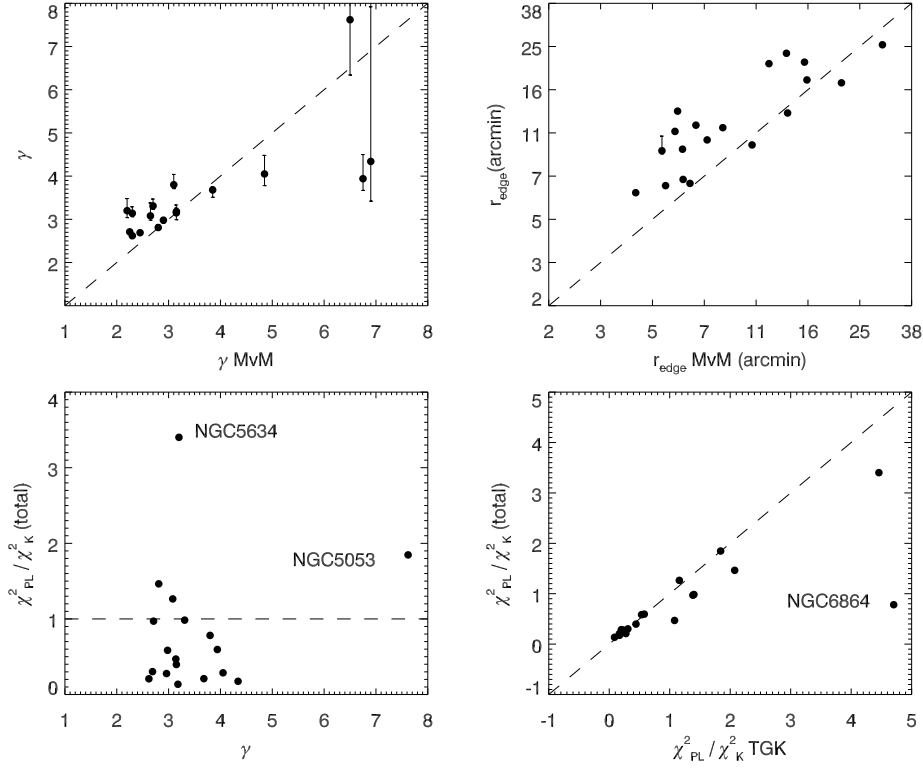 8
7
6
5
4
3
2
γ
1 2 3 4 5 6 7 8
γ MvM
38
25
16
11
7
5
3
2
r_edge(arcmin)
2 3 5 7 11 16 25 38
r_edge MvM (arcmin)
4
3
2
1
0
χ²_PL / χ²_K (total)
NGC5634
NGC5053
1 2 3 4 5 6 7 8
γ
5
4
3
2
1
0
-1
χ²_PL / χ²_K (total)
NGC6864
-1 0 1 2 3 4 5
χ²_PL / χ²_K TGK